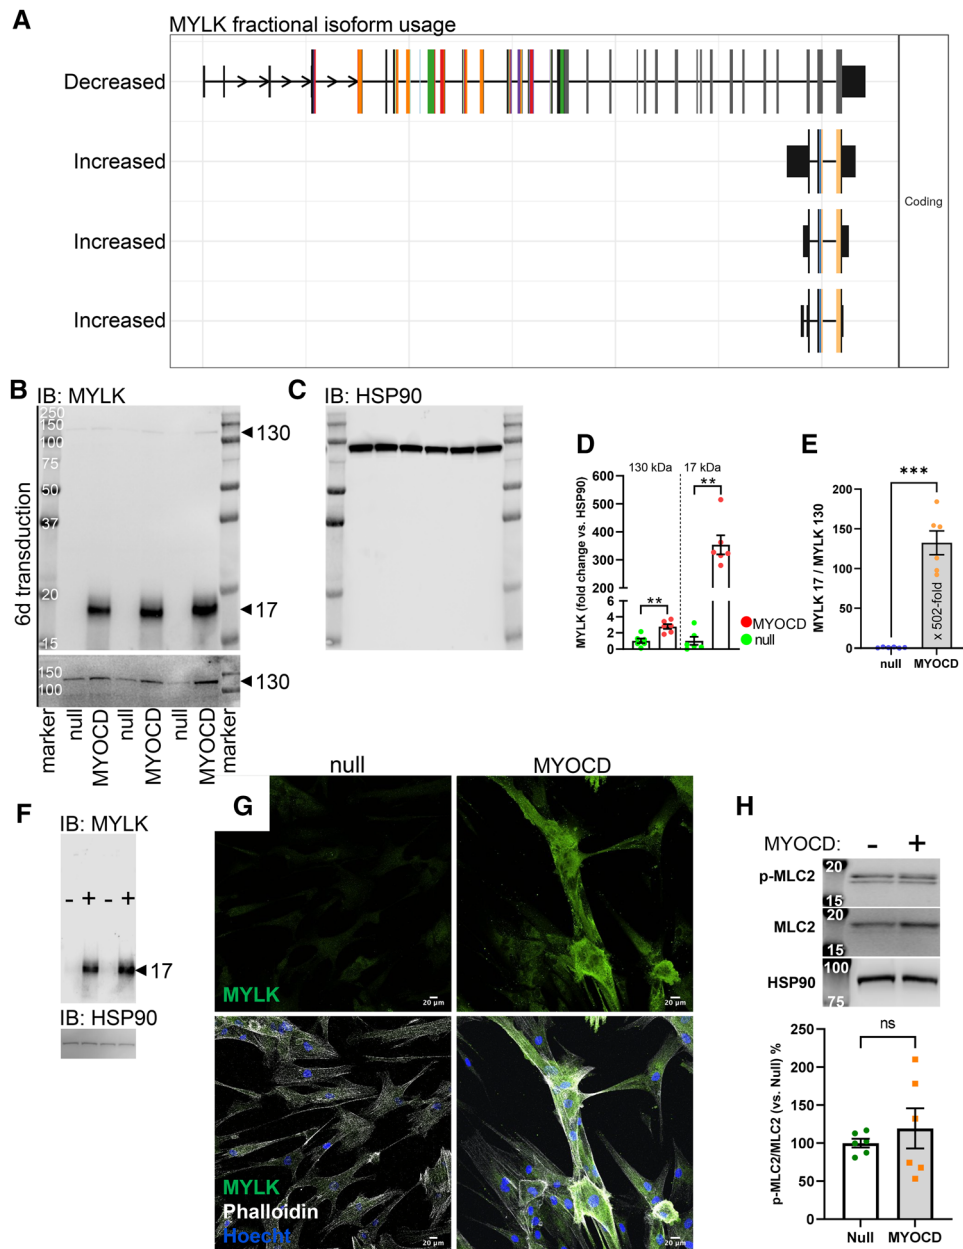 A
MYLK fractional isoform usage
Decreased
Increased
Increased
Increased
Coding
B
IB: MYLK
250
150
100
75
50
37
20
15
130
17
6d transduction
150
100
130
marker
null
MYOCD
null
MYOCD
null
MYOCD
marker
C
IB: HSP90
D
130 kDa
17 kDa
MYLK (fold change vs. HSP90)
600
500
400
300
200
6
4
2
0
**
**
MYOCD
null
E
MYLK 17 / MYLK 130
200
150
100
50
0
***
x 502-fold
null
MYOCD
F
IB: MYLK
- + - +
17
IB: HSP90
G
null
MYOCD
MYLK
20 μm
20 μm
MYLK
Phalloidin
Hoecht
20 μm
20 μm
H
MYOCD: - +
p-MLC2
20
15
MLC2
20
15
HSP90
100
75
p-MLC2/MLC2 (vs. Null) %
250
200
150
100
50
0
ns
Null
MYOCD